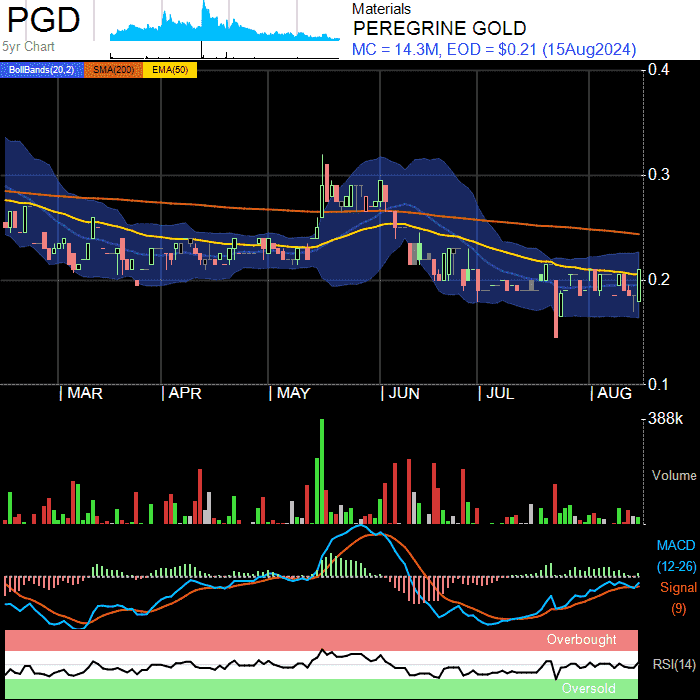 PGD
5yr Chart
Materials
PEREGRINE GOLD
MC = 14.3M, EOD = $0.21 (15Aug2024)
BollBands(20,2) SMA(200) EMA(50)
0.4
0.3
0.2
0.1
MAR APR MAY JUN JUL AUG
388k
Volume
MACD
(12-26)
Signal
(9)
Overbought
RSI(14)
Oversold